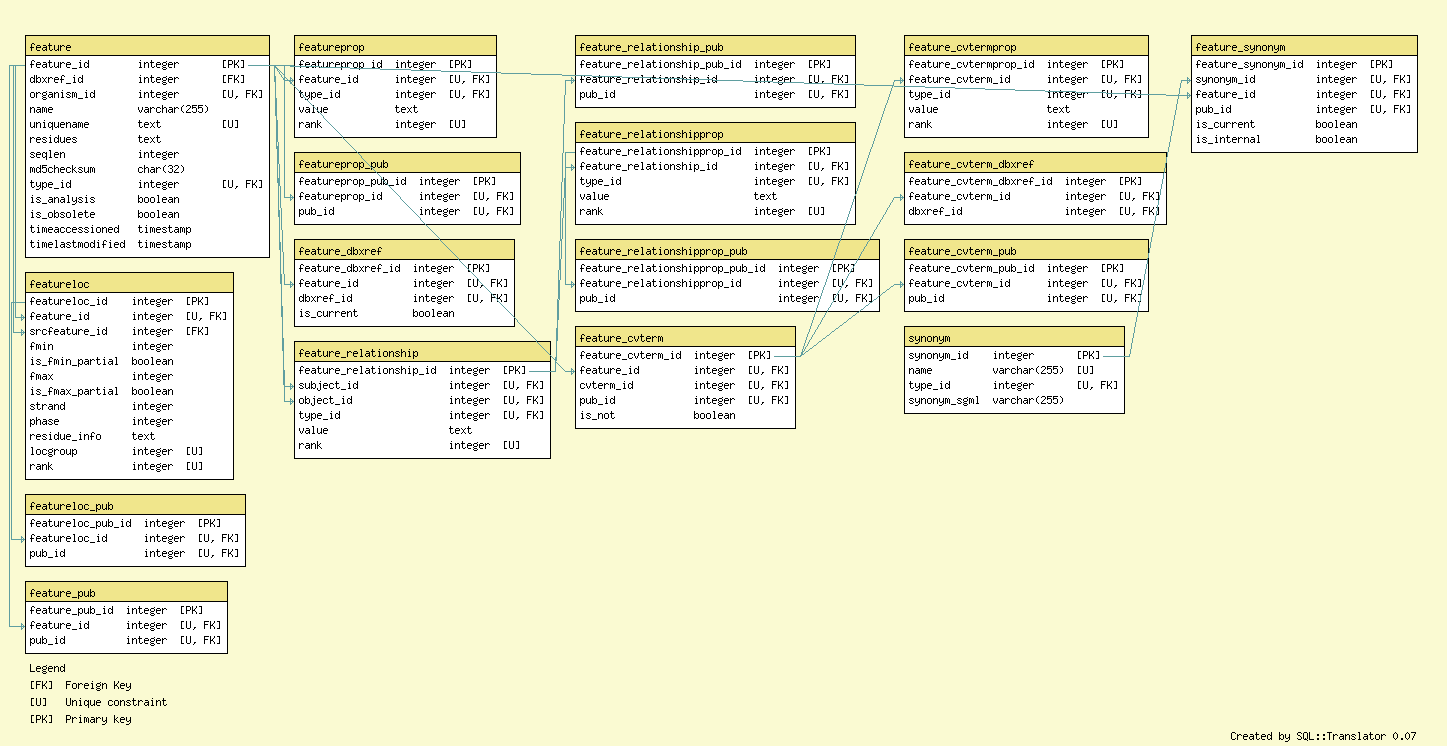 feature
feature_id integer [PK]
dbxref_id integer [FK]
organism_id integer [U, FK]
name varchar(255)
uniquename text [U]
residues text
seqlen integer
md5checksum char(32)
type_id integer [U, FK]
is_analysis boolean
is_obsolete boolean
timeaccessioned timestamp
timelastmodified timestamp
featureloc
featureloc_id integer [PK]
feature_id integer [U, FK]
srcfeature_id integer [FK]
fmin integer
is_fmin_partial boolean
fmax integer
is_fmax_partial boolean
strand integer
phase integer
residue_info text
locgroup integer [U]
rank integer [U]
featureloc_pub
featureloc_pub_id integer [PK]
featureloc_id integer [U, FK]
pub_id integer [U, FK]
feature_pub
feature_pub_id integer [PK]
feature_id integer [U, FK]
pub_id integer [U, FK]
Legend
[FK] Foreign Key
[U] Unique constraint
[PK] Primary key
featureprop
featureprop_id integer [PK]
feature_id integer [U, FK]
type_id integer [U, FK]
value text
rank integer [U]
featureprop_pub
featureprop_pub_id integer [PK]
featureprop_id integer [U, FK]
pub_id integer [U, FK]
feature_dbxref
feature_dbxref_id integer [PK]
feature_id integer [U, FK]
dbxref_id integer [U, FK]
is_current boolean
feature_relationship
feature_relationship_id integer [PK]
subject_id integer [U, FK]
object_id integer [U, FK]
type_id integer [U, FK]
value text
rank integer [U]
feature_relationship_pub
feature_relationship_pub_id integer [PK]
feature_relationship_id integer [U, FK]
pub_id integer [U, FK]
feature_relationshipprop
feature_relationshipprop_id integer [PK]
feature_relationship_id integer [U, FK]
type_id integer [U, FK]
value text
rank integer [U]
feature_relationshipprop_pub
feature_relationshipprop_pub_id integer [PK]
feature_relationshipprop_id integer [U, FK]
pub_id integer [U, FK]
feature_cvterm
feature_cvterm_id integer [PK]
feature_id integer [U, FK]
cvterm_id integer [U, FK]
pub_id integer [U, FK]
is_not boolean
feature_cvtermprop
feature_cvtermprop_id integer [PK]
feature_cvterm_id integer [U, FK]
type_id integer [U, FK]
value text
rank integer [U]
feature_cvterm_dbxref
feature_cvterm_dbxref_id integer [PK]
feature_cvterm_id integer [U, FK]
dbxref_id integer [U, FK]
feature_cvterm_pub
feature_cvterm_pub_id integer [PK]
feature_cvterm_id integer [U, FK]
pub_id integer [U, FK]
synonym
synonym_id integer [PK]
name varchar(255) [U]
type_id integer [U, FK]
synonym_sgml varchar(255)
feature_synonym
feature_synonym_id integer [PK]
synonym_id integer [U, FK]
feature_id integer [U, FK]
pub_id integer [U, FK]
is_current boolean
is_internal boolean
Created by SQL::Translator 0.07